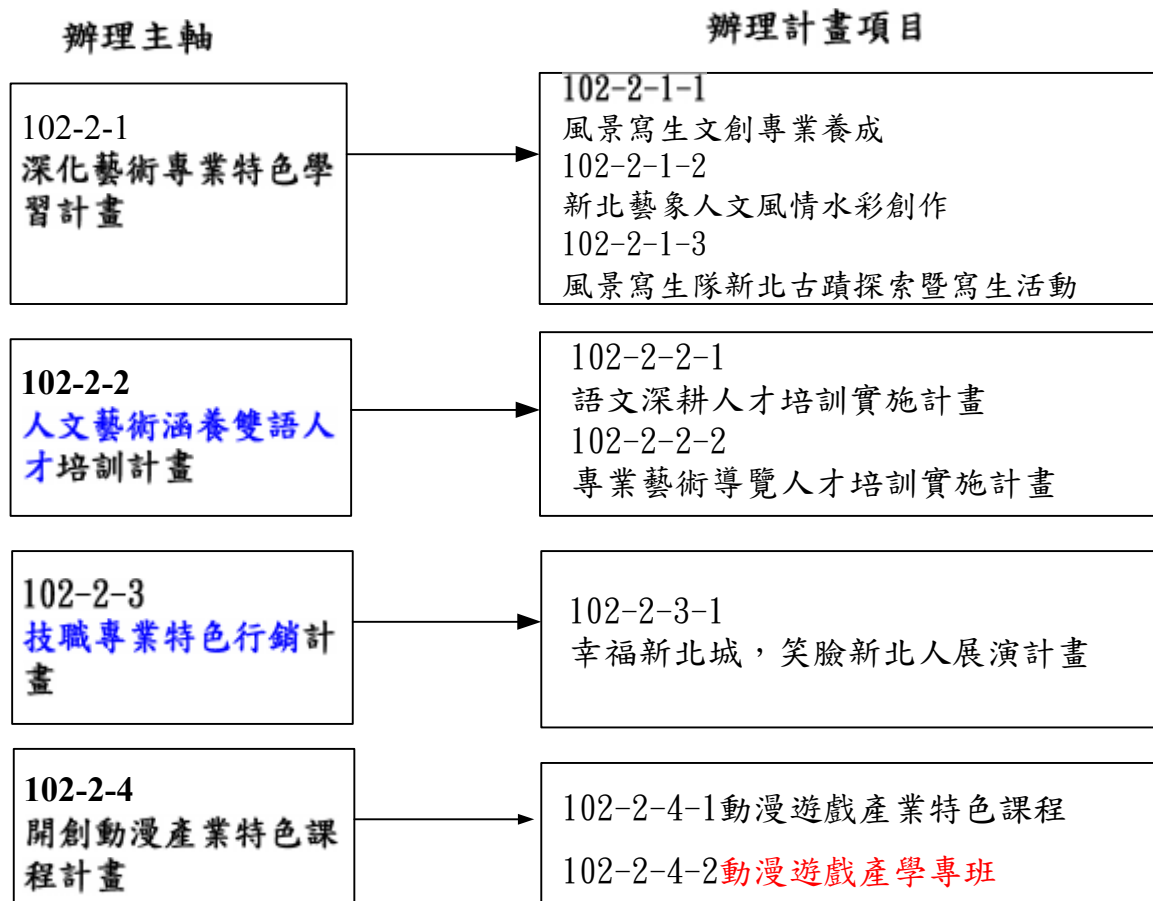 辦理主軸
辦理計畫項目
102-2-1
深化藝術專業特色學
習計畫
102-2-1-1
風景寫生文創專業養成
102-2-1-2
新北藝象人文風情水彩創作
102-2-1-3
風景寫生隊新北古蹟探索暨寫生活動
102-2-2
人文藝術涵養雙語人
才培訓計畫
102-2-2-1
語文深耕人才培訓實施計畫
102-2-2-2
專業藝術導覽人才培訓實施計畫
102-2-3
技職專業特色行銷計
畫
102-2-3-1
幸福新北城，笑臉新北人展演計畫
102-2-4
開創動漫產業特色課
程計畫
102-2-4-1動漫遊戲產業特色課程
102-2-4-2動漫遊戲產學專班